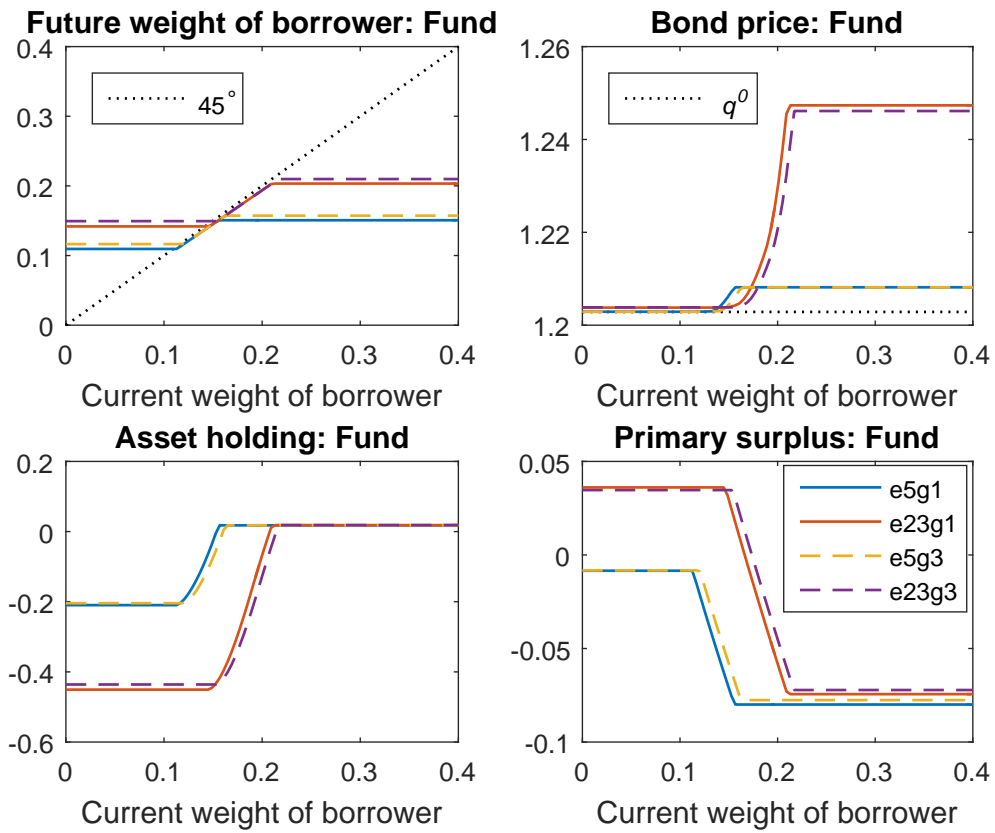 Future weight of borrower: Fund
0.4
0.3
0.2
0.1
0
45°
0 0.1 0.2 0.3 0.4
Current weight of borrower
Bond price: Fund
1.26
1.24
1.22
1.2
q⁰
0 0.1 0.2 0.3 0.4
Current weight of borrower
Asset holding: Fund
0.2
0
-0.2
-0.4
-0.6
0 0.1 0.2 0.3 0.4
Current weight of borrower
Primary surplus: Fund
0.05
0
-0.05
-0.1
e5g1
e23g1
e5g3
e23g3
0 0.1 0.2 0.3 0.4
Current weight of borrower